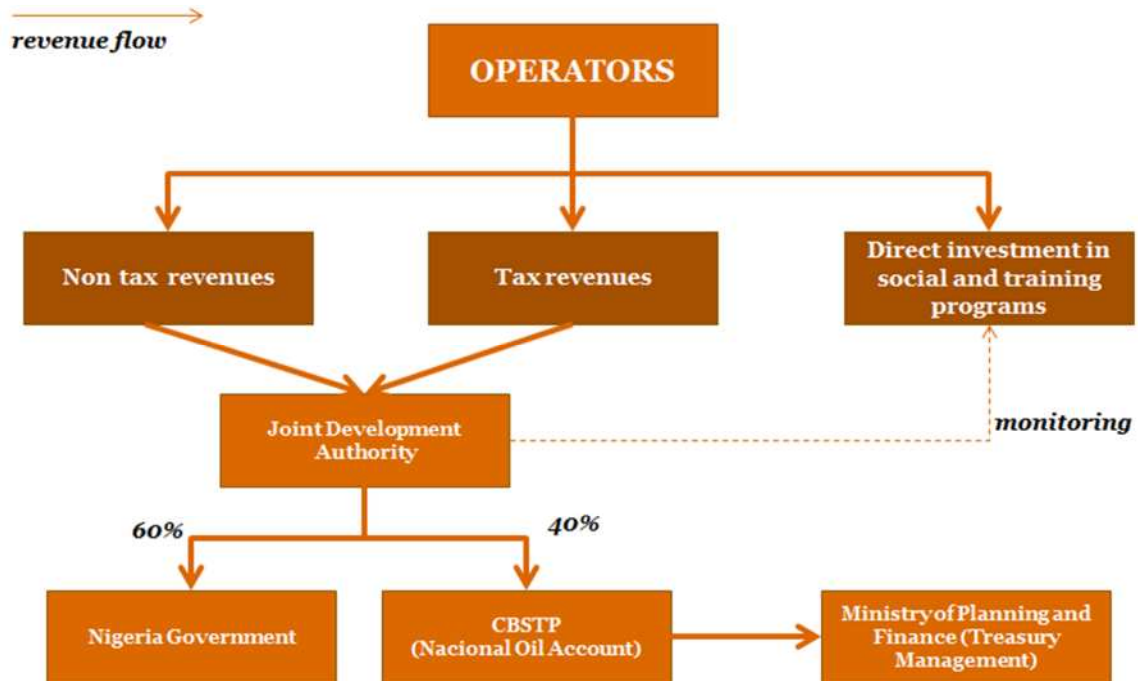 revenue flow
OPERATORS
Non tax revenues
Tax revenues
Direct investment in
social and training
programs
Joint Development
Authority
monitoring
60%
40%
Nigeria Government
CBSTP
(Nacional Oil Account)
Ministry of Planning and
Finance (Treasury
Management)